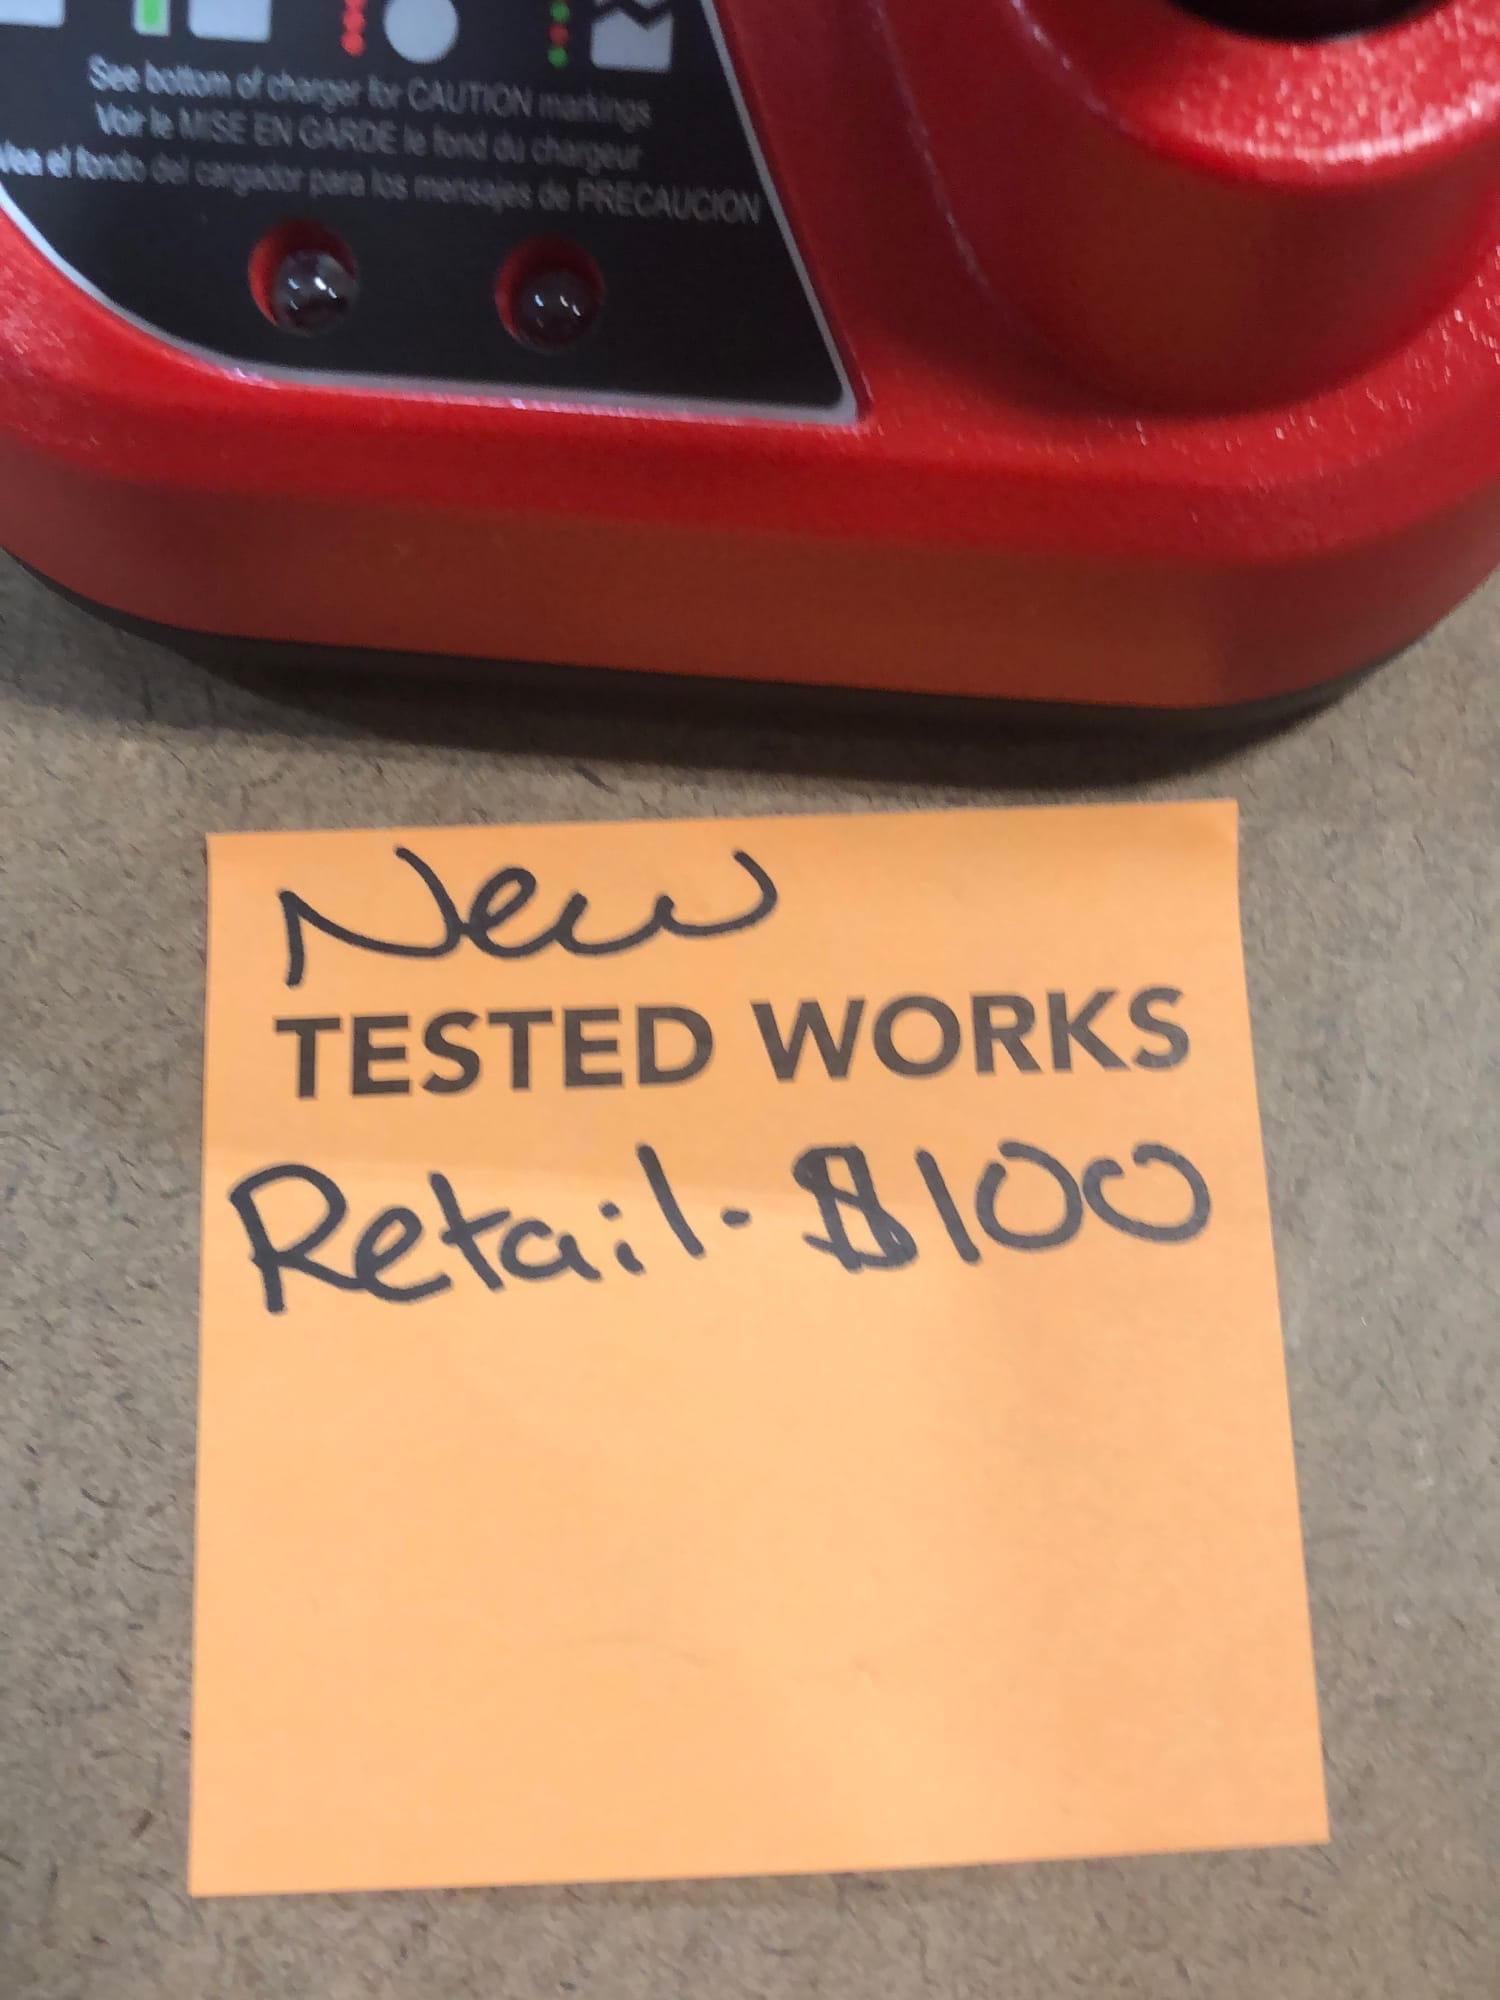 See bottom of charger for CAUTION markings
Voir le MISE EN GARDE le fond du chargeur
Vea el fondo del cargador para los mensajes de PRECAUCION
New
TESTED WORKS
Retail - $100